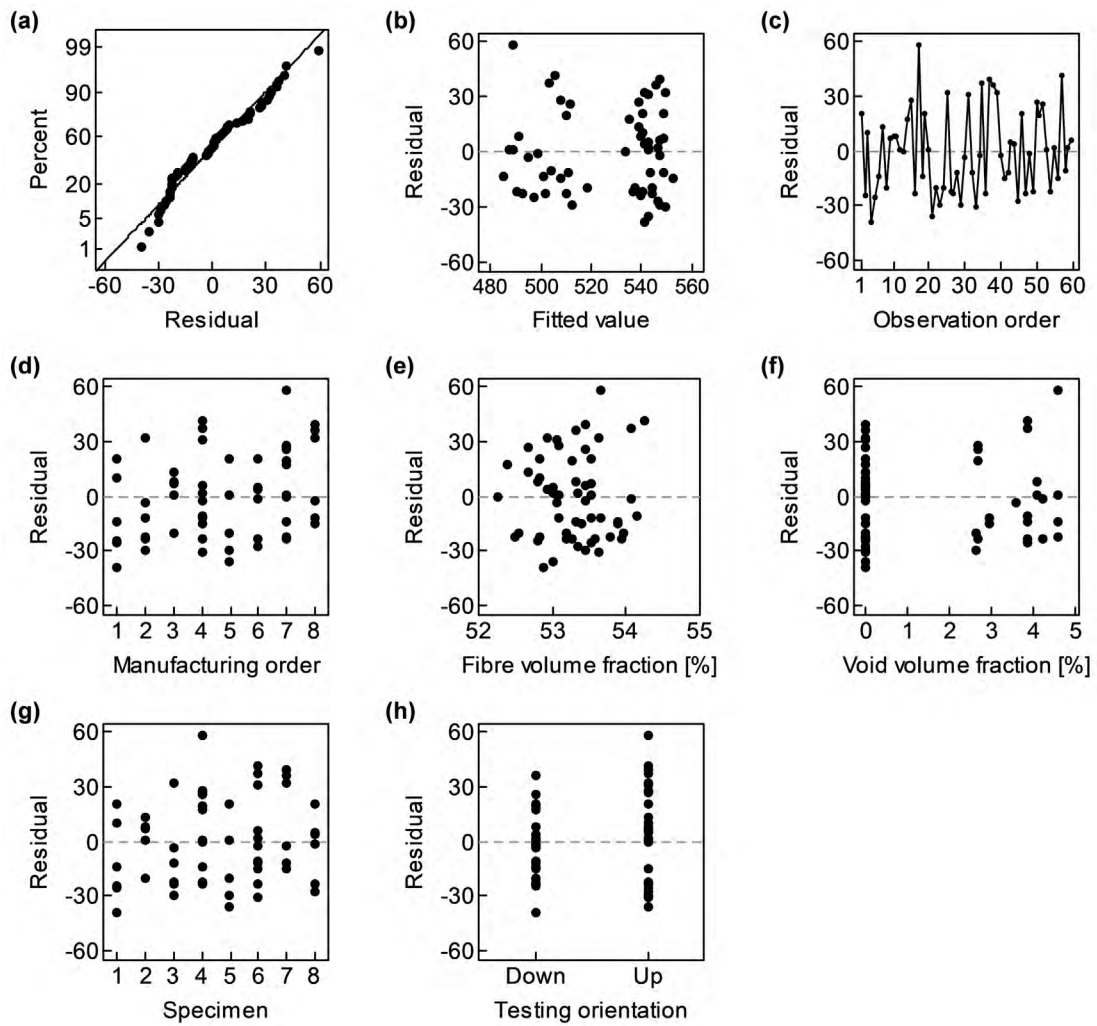 (a)
99
90
60
20
5
1
Percent
-60 -30 0 30 60
Residual
(b)
60
30
0
-30
-60
Residual
480 500 520 540 560
Fitted value
(c)
60
30
0
-30
-60
Residual
1 10 20 30 40 50 60
Observation order
(d)
60
30
0
-30
-60
Residual
1 2 3 4 5 6 7 8
Manufacturing order
(e)
60
30
0
-30
-60
Residual
52 53 54 55
Fibre volume fraction [%]
(f)
60
30
0
-30
-60
Residual
0 1 2 3 4 5
Void volume fraction [%]
(g)
60
30
0
-30
-60
Residual
1 2 3 4 5 6 7 8
Specimen
(h)
60
30
0
-30
-60
Residual
Down Up
Testing orientation